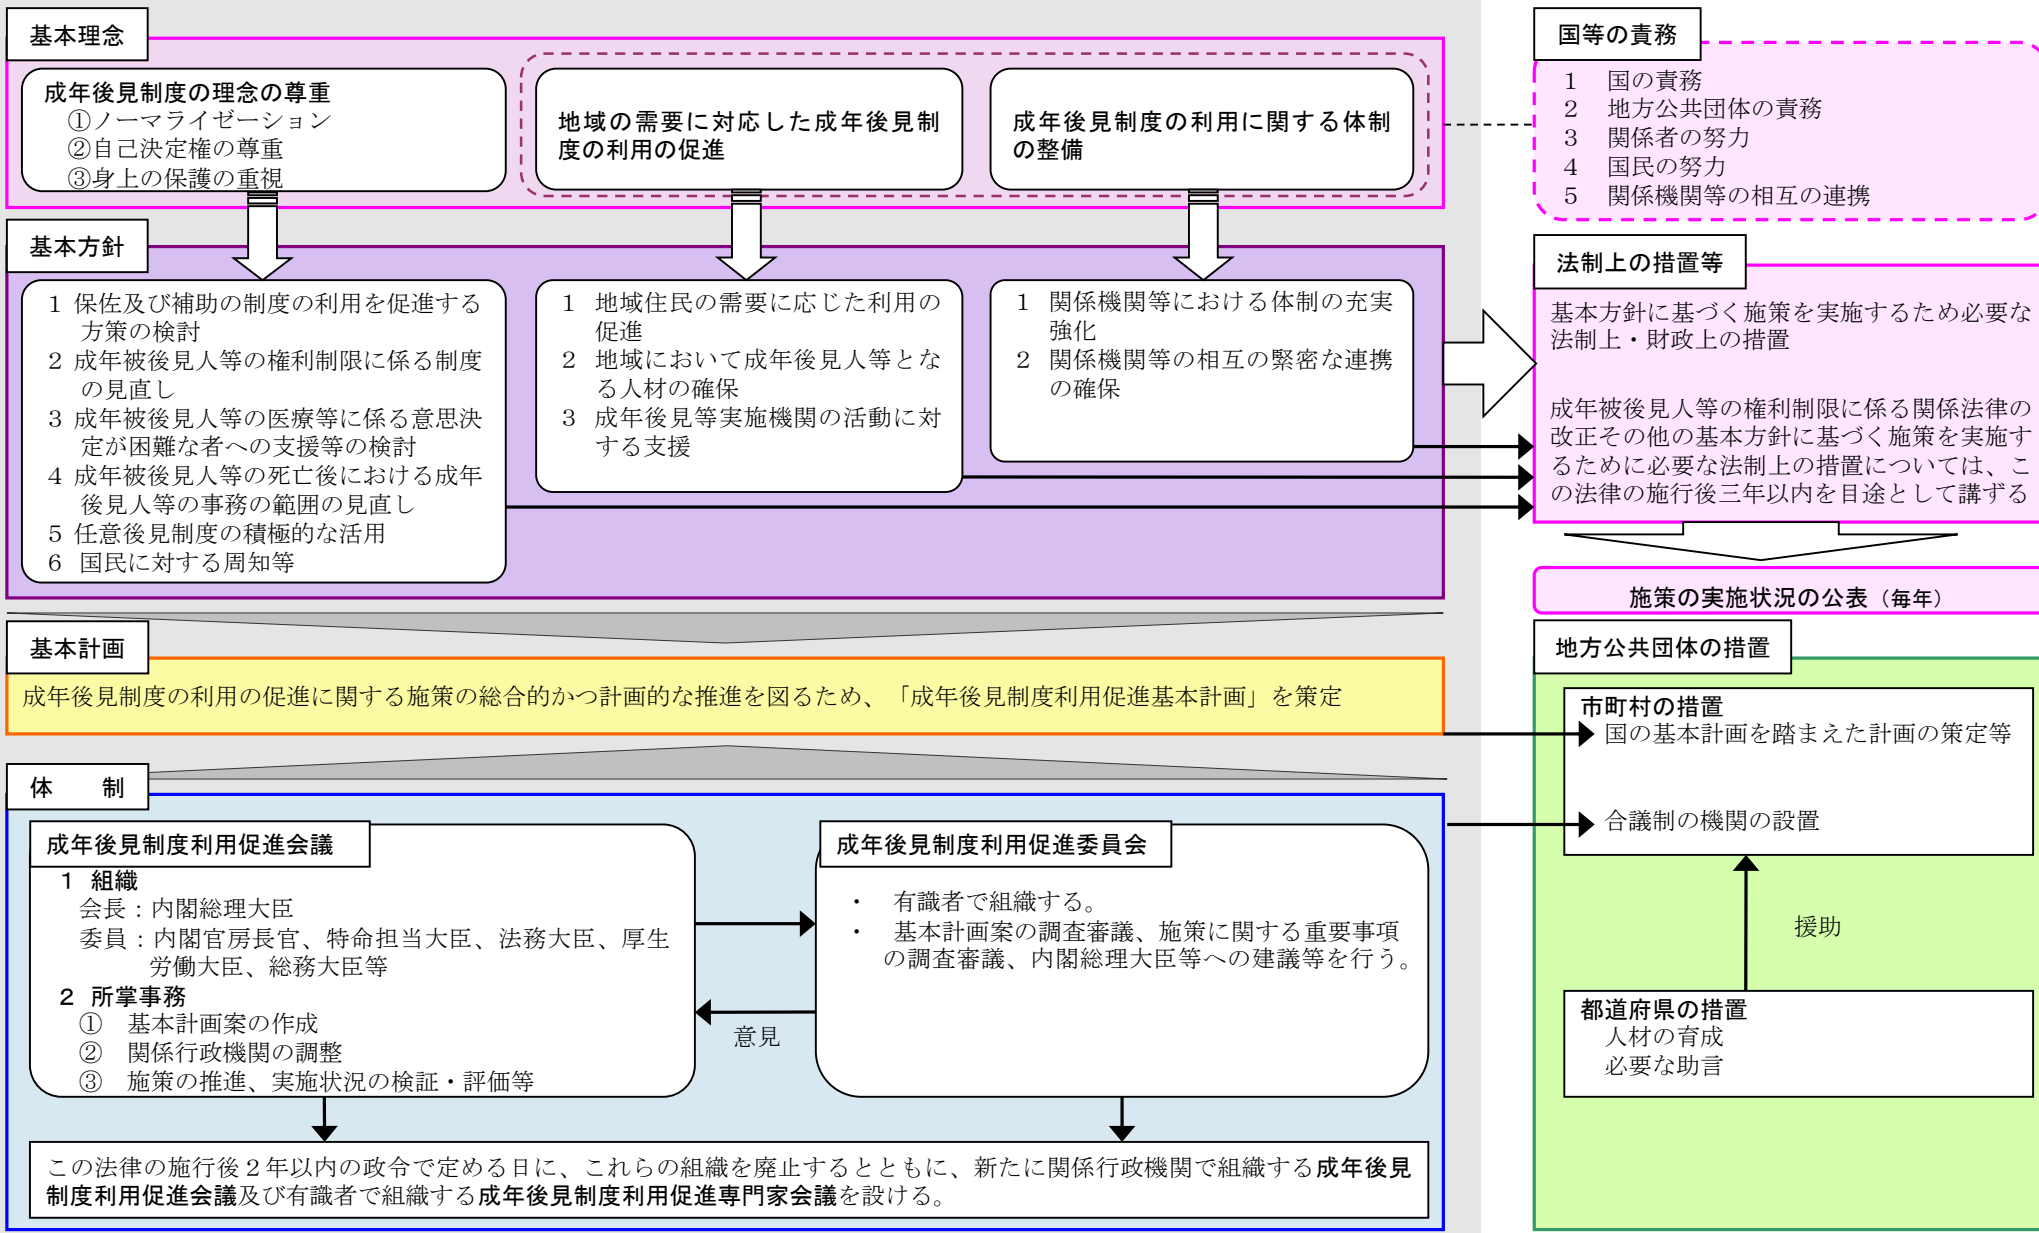 基本理念
成年後見制度の理念の尊重
①ノーマライゼーション
②自己決定権の尊重
③身上の保護の重視
地域の需要に対応した成年後見制
度の利用の促進
成年後見制度の利用に関する体制
の整備
国等の責務
1 国の責務
2 地方公共団体の責務
3 関係者の努力
4 国民の努力
5 関係機関等の相互の連携
基本方針
1 保佐及び補助の制度の利用を促進する
方策の検討
2 成年被後見人等の権利制限に係る制度
の見直し
3 成年被後見人等の医療等に係る意思決
定が困難な者への支援等の検討
4 成年被後見人等の死亡後における成年
後見人等の事務の範囲の見直し
5 任意後見制度の積極的な活用
6 国民に対する周知等
1 地域住民の需要に応じた利用の
促進
2 地域において成年後見人等とな
る人材の確保
3 成年後見等実施機関の活動に対
する支援
1 関係機関等における体制の充実
強化
2 関係機関等の相互の緊密な連携
の確保
法制上の措置等
基本方針に基づく施策を実施するため必要な
法制上・財政上の措置
成年被後見人等の権利制限に係る関係法律の
改正その他の基本方針に基づく施策を実施す
るために必要な法制上の措置については、こ
の法律の施行後三年以内を目途として講ずる
施策の実施状況の公表（毎年）
基本計画
成年後見制度の利用の促進に関する施策の総合的かつ計画的な推進を図るため、「成年後見制度利用促進基本計画」を策定
地方公共団体の措置
市町村の措置
国の基本計画を踏まえた計画の策定等
合議制の機関の設置
援助
都道府県の措置
人材の育成
必要な助言
体 制
成年後見制度利用促進会議
1 組織
会長：内閣総理大臣
委員：内閣官房長官、特命担当大臣、法務大臣、厚生
労働大臣、総務大臣等
2 所掌事務
① 基本計画案の作成
② 関係行政機関の調整
③ 施策の推進、実施状況の検証・評価等
意見
成年後見制度利用促進委員会
・ 有識者で組織する。
・ 基本計画案の調査審議、施策に関する重要事項
の調査審議、内閣総理大臣等への建議等を行う。
この法律の施行後２年以内の政令で定める日に、これらの組織を廃止するとともに、新たに関係行政機関で組織する成年後見
制度利用促進会議及び有識者で組織する成年後見制度利用促進専門家会議を設ける。